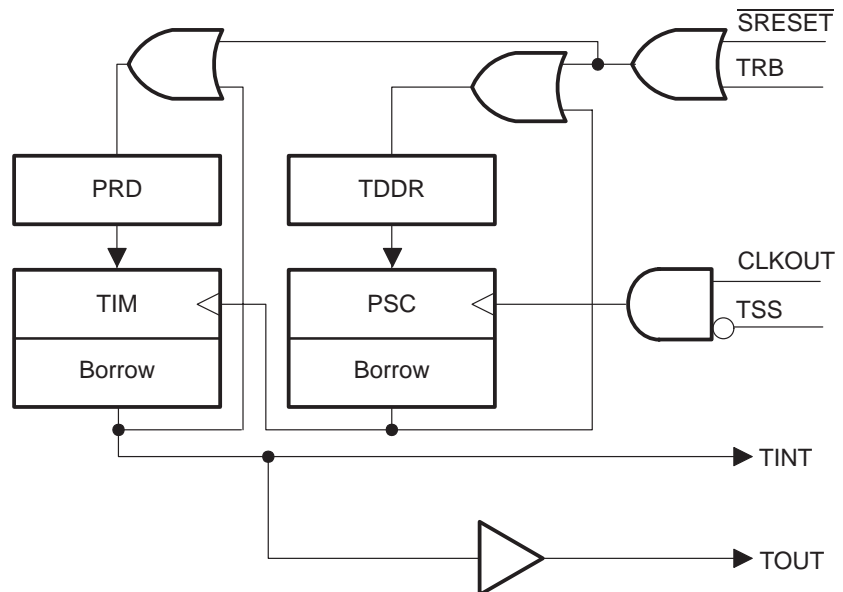 SRESET
TRB
PRD
TDDR
CLKOUT
TIM
PSC
TSS
Borrow
Borrow
TINT
TOUT